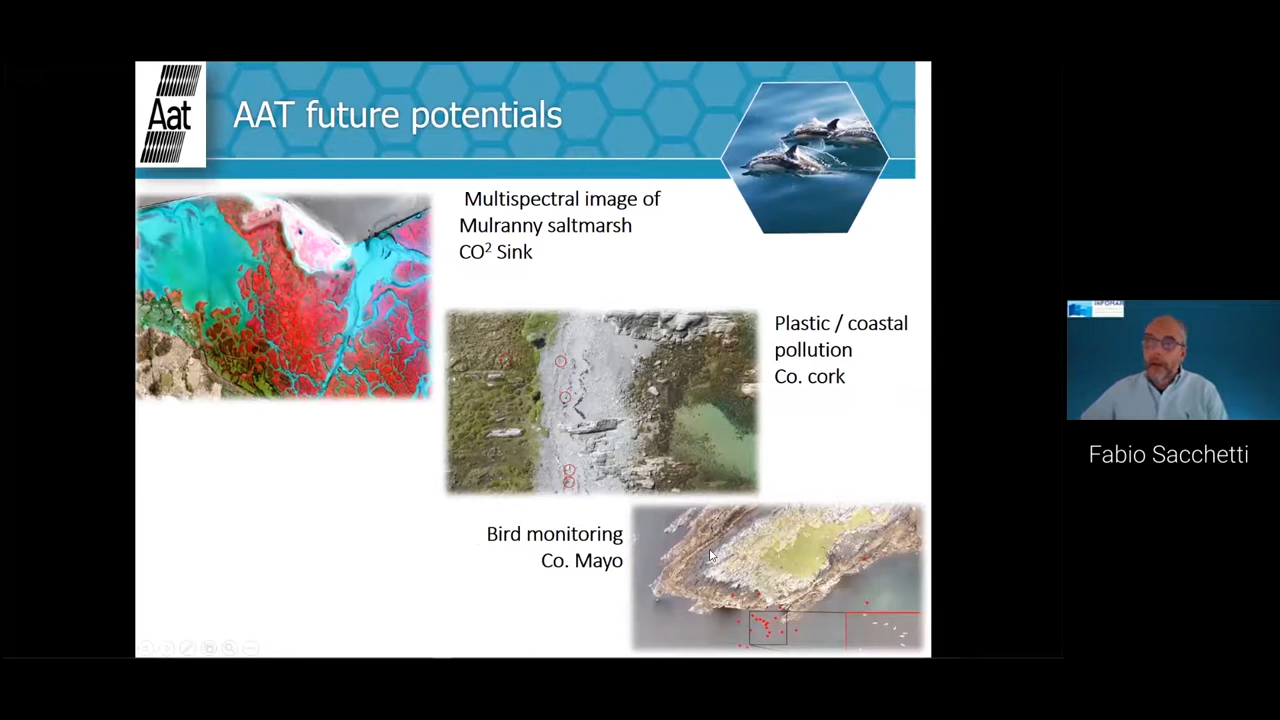 Aat
AAT future potentials
Multispectral image of
Mulranny saltmarsh
CO² Sink
Plastic / coastal
pollution
Co. cork
Bird monitoring
Co. Mayo
INFOMAR
Fabio Sacchetti